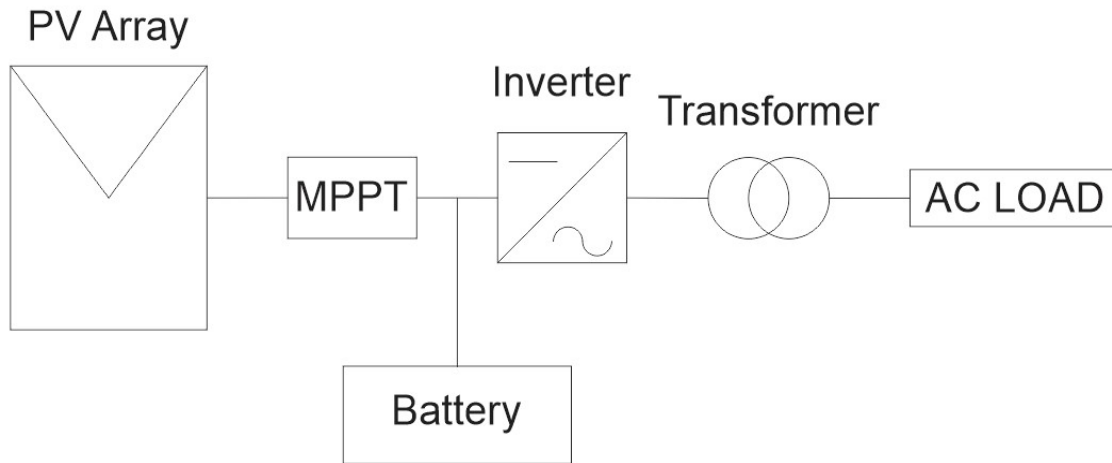 PV Array
Inverter
Transformer
MPPT
AC LOAD
Battery